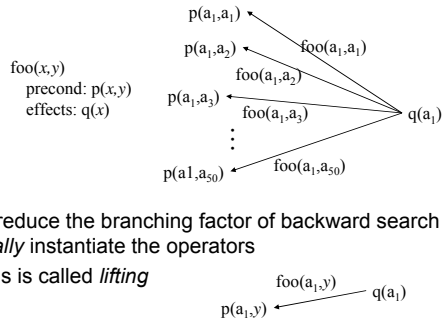 p(a₁,a₁)
p(a₁,a₂)
foo(a₁,a₁)
foo(x,y)
foo(a₁,a₂)
precond: p(x,y)
p(a₁,a₃)
effects: q(x)
foo(a₁,a₃)
q(a₁)
⋮
p(a1,a₅₀)
foo(a₁,a₅₀)
reduce the branching factor of backward search
ally instantiate the operators
s is called lifting
foo(a₁,y)
q(a₁)
p(a₁,y)